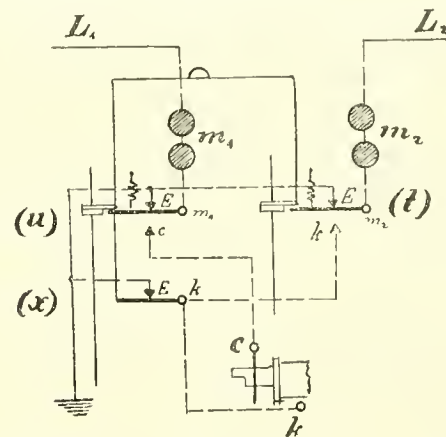 L₁ L₂
m₁ m₂
(u) E m₁ E (t)
c k m₂
(x) E k
c
k